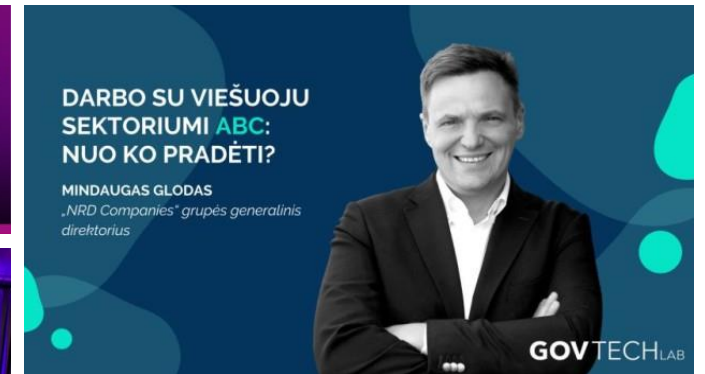 DARBO SU VIEŠUOJU
SEKTORIUMI ABC:
NUO KO PRADĖTI?
MINDAUGAS GLODAS
„NRD Companies“ grupės generalinis
direktorius
GOVTECHLAB